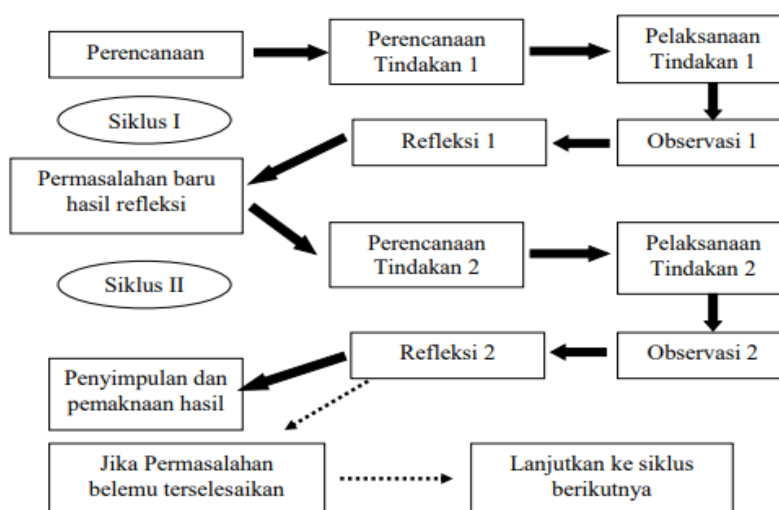 Perencanaan
Perencanaan
Tindakan 1
Pelaksanaan
Tindakan 1
Siklus I
Refleksi 1
Observasi 1
Permasalahan baru
hasil refleksi
Perencanaan
Tindakan 2
Pelaksanaan
Tindakan 2
Siklus II
Refleksi 2
Observasi 2
Penyimpulan dan
pemaknaan hasil
Jika Permasalahan
belemu terselesaikan
Lanjutkan ke siklus
berikutnya